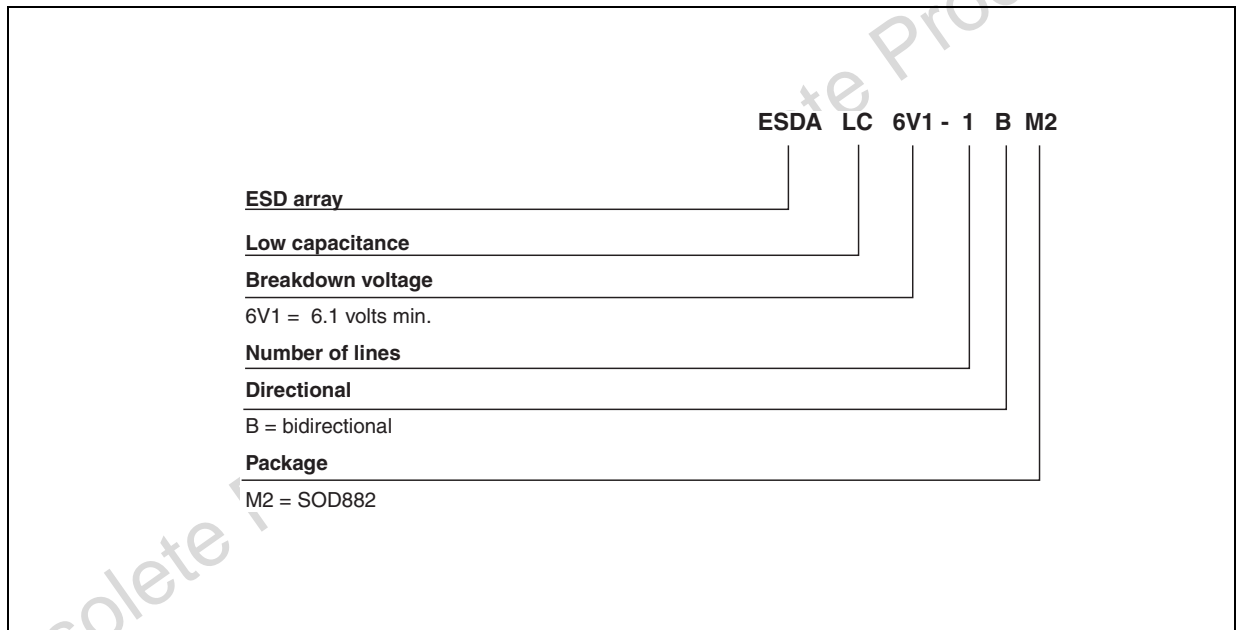 ESDA LC 6V1 - 1 B M2
ESD array
Low capacitance
Breakdown voltage
6V1 = 6.1 volts min.
Number of lines
Directional
B = bidirectional
Package
M2 = SOD882